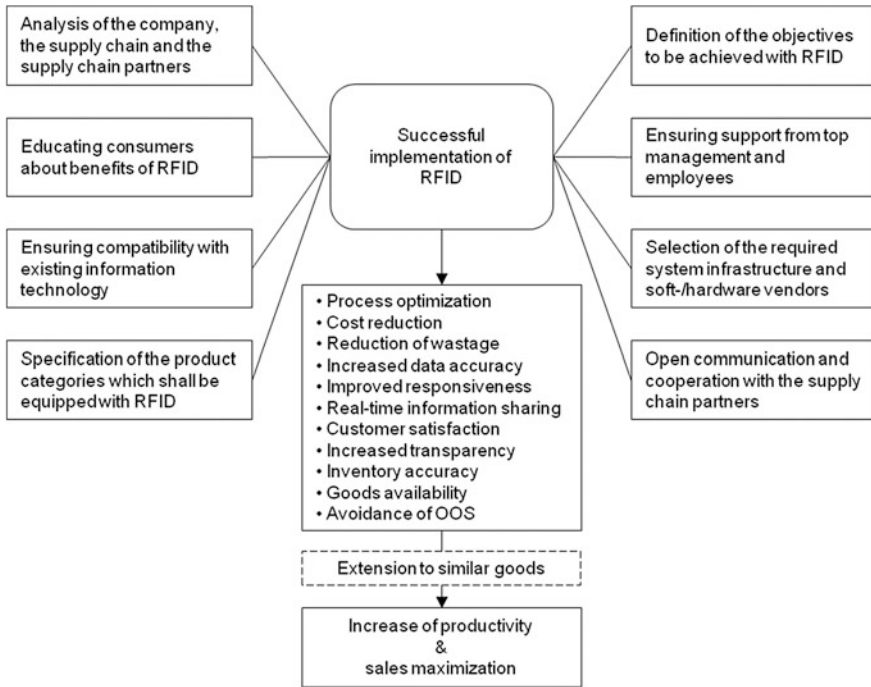 Analysis of the company,
the supply chain and the
supply chain partners
Educating consumers
about benefits of RFID
Ensuring compatibility with
existing information
technology
Specification of the product
categories which shall be
equipped with RFID
Successful
implementation of
RFID
Definition of the objectives
to be achieved with RFID
Ensuring support from top
management and
employees
Selection of the required
system infrastructure and
soft-/hardware vendors
Open communication and
cooperation with the supply
chain partners
• Process optimization
• Cost reduction
• Reduction of wastage
• Increased data accuracy
• Improved responsiveness
• Real-time information sharing
• Customer satisfaction
• Increased transparency
• Inventory accuracy
• Goods availability
• Avoidance of OOS
Extension to similar goods
Increase of productivity
&
sales maximization